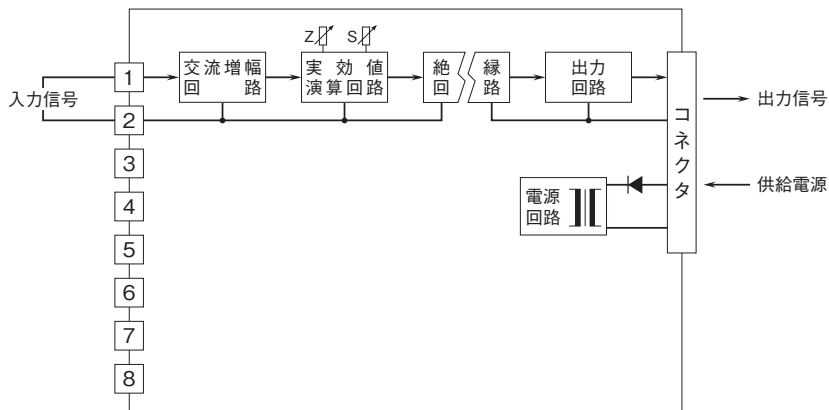 Z S
1
交流増幅
回路
実効値
演算回路
絶縁
回路
出力
回路
入力信号
出力信号
2
コネクタ
3
4
電源
回路
供給電源
5
6
7
8